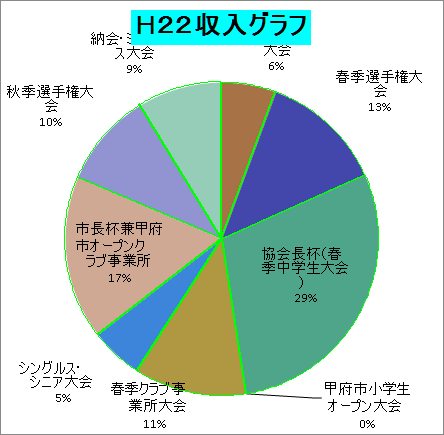 H22収入グラフ
納会・ミ
ス大会
9%
大会
6%
春季選手権大
会
13%
秋季選手権大
会
10%
市長杯兼甲府
市オープンク
ラブ事業所
17%
協会長杯(春
季中学生大会
)
29%
シングルス・
シニア大会
5%
春季クラブ事
業所大会
11%
甲府市小学生
オープン大会
0%